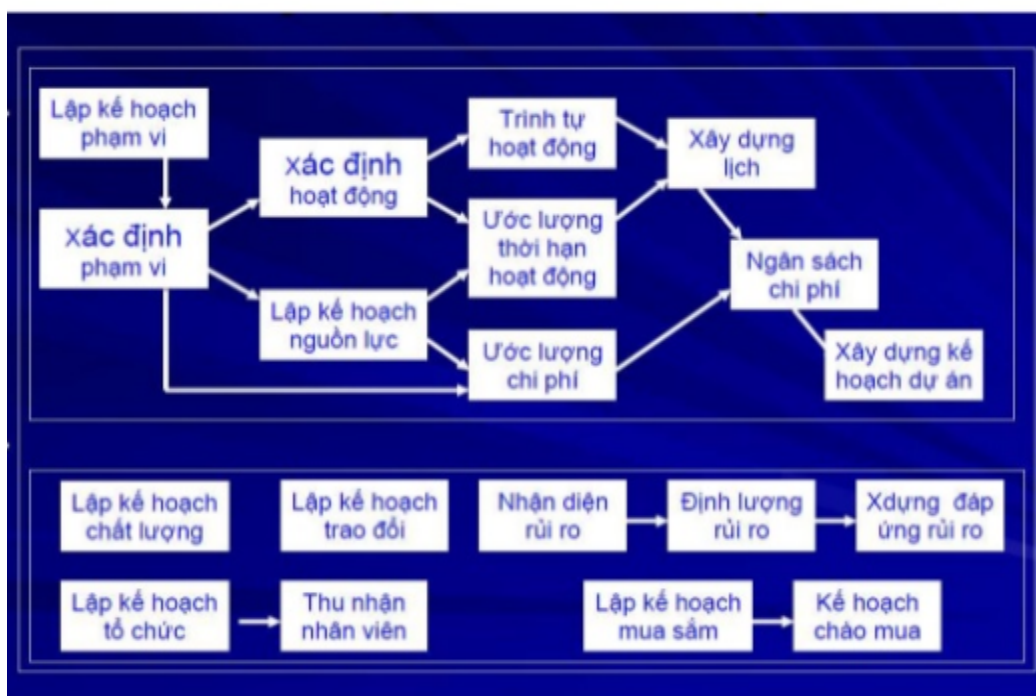 Lập kế hoạch
phạm vi
Xác định
phạm vi
Xác định
hoạt động
Lập kế hoạch
nguồn lực
Trình tự
hoạt động
Ước lượng
thời hạn
hoạt động
Ước lượng
chi phí
Xây dựng
lịch
Ngân sách
chi phí
Xây dựng kế
hoạch dự án
Lập kế hoạch
chất lượng
Lập kế hoạch
trao đổi
Nhận diện
rủi ro
Định lượng
rủi ro
Xdựng đáp
ứng rủi ro
Lập kế hoạch
tổ chức
Thu nhận
nhân viên
Lập kế hoạch
mua sắm
Kế hoạch
chào mua